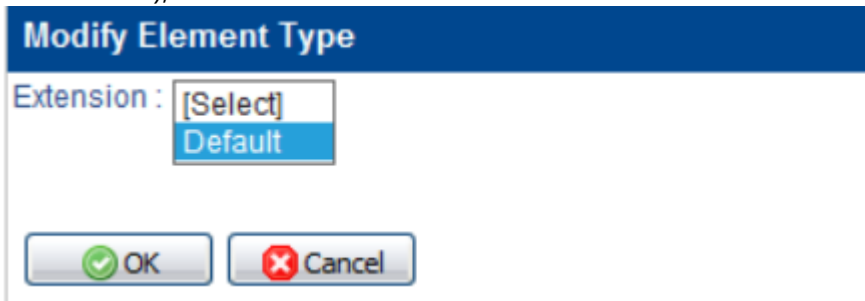 Modify Element Type
Extension : [Select]
Default
OK Cancel